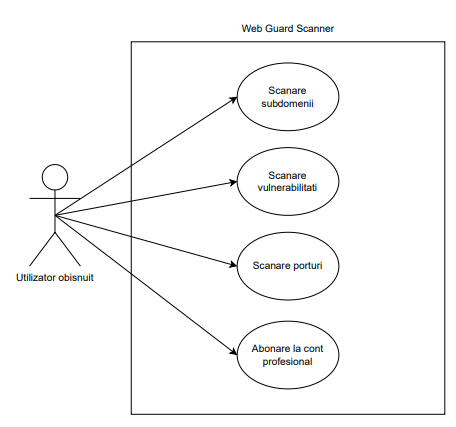 Web Guard Scanner
Scanare
subdomenii
Scanare
vulnerabilitati
Scanare porturi
Utilizator obisnuit
Abonare la cont
profesional